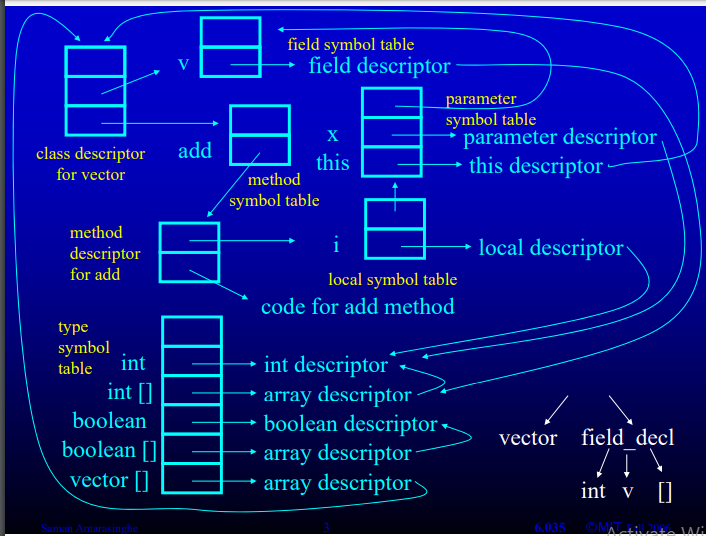 field symbol table
v
field descriptor
parameter
symbol table
x
parameter descriptor
class descriptor
for vector
add
this
this descriptor
method
symbol table
method
descriptor
for add
i
local descriptor
local symbol table
code for add method
type
symbol
table
int
int descriptor
int []
array descriptor
boolean
boolean descriptor
boolean []
array descriptor
vector []
array descriptor
vector
field_decl
int
v
[]
3
6.035
©MIT